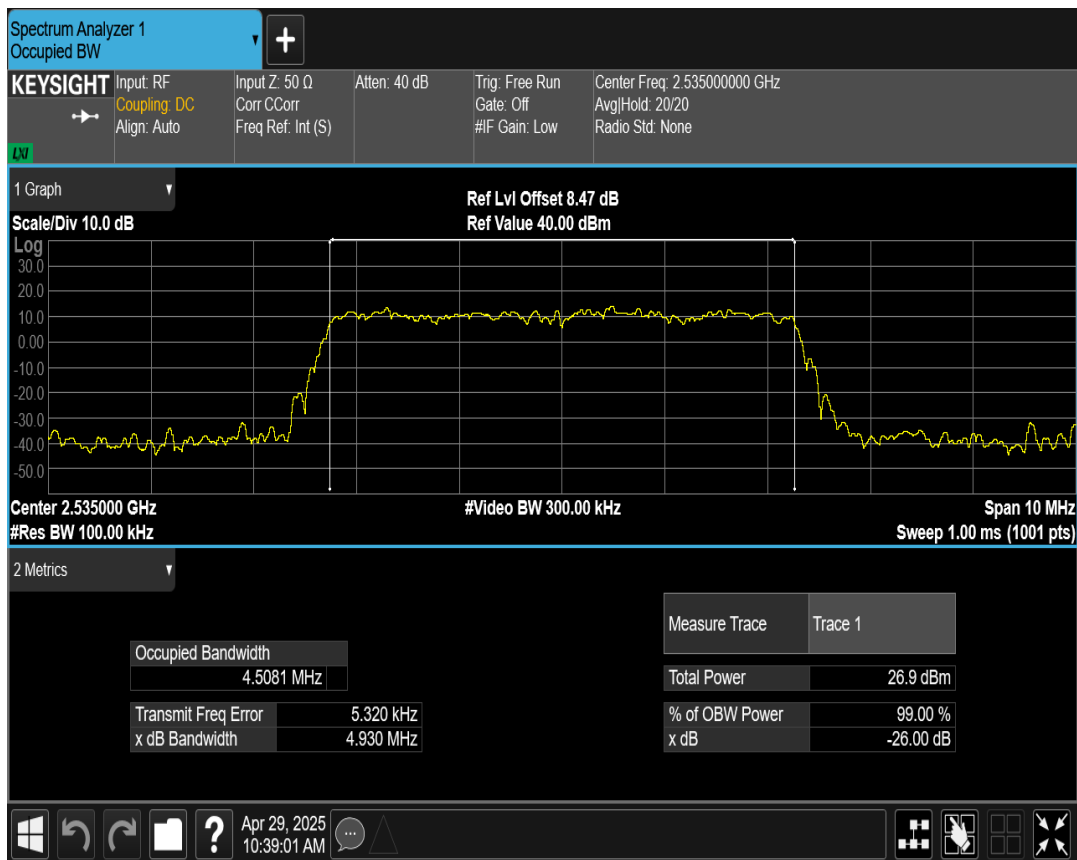 Spectrum Analyzer 1
Occupied BW
+
KEYSIGHT
LXI
Input: RF
Coupling: DC
Align: Auto
Input Z: 50 Ω
Corr CCorr
Freq Ref: Int (S)
Atten: 40 dB
Trig: Free Run
Gate: Off
#IF Gain: Low
Center Freq: 2.535000000 GHz
Avg|Hold: 20/20
Radio Std: None
1 Graph
Scale/Div 10.0 dB
Ref Lvl Offset 8.47 dB
Ref Value 40.00 dBm
Log
30.0
20.0
10.0
0.00
-10.0
-20.0
-30.0
-40.0
-50.0
Center 2.535000 GHz
#Res BW 100.00 kHz
#Video BW 300.00 kHz
Span 10 MHz
Sweep 1.00 ms (1001 pts)
2 Metrics
Occupied Bandwidth
4.5081 MHz
Transmit Freq Error 5.320 kHz
x dB Bandwidth 4.930 MHz
Measure Trace Trace 1
Total Power 26.9 dBm
% of OBW Power 99.00 %
x dB -26.00 dB
?
Apr 29, 2025
10:39:01 AM